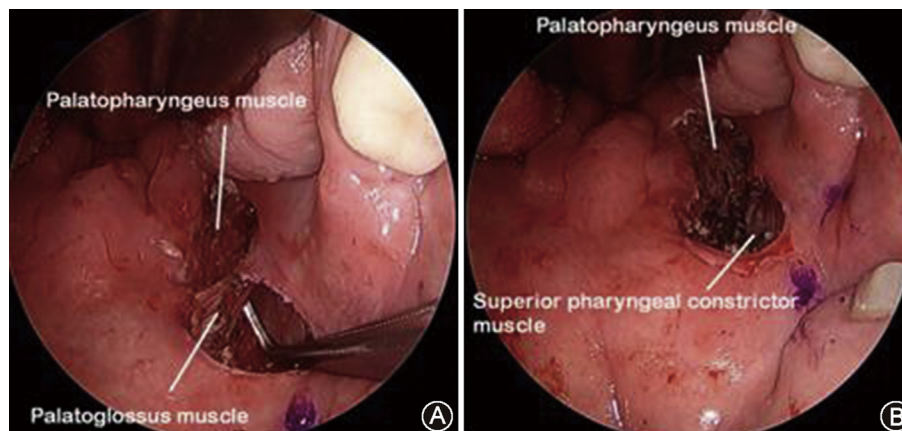 Palatopharyngeus muscle
Palatoglossus muscle
A
Palatopharyngeus muscle
Superior pharyngeal constrictor
muscle
B